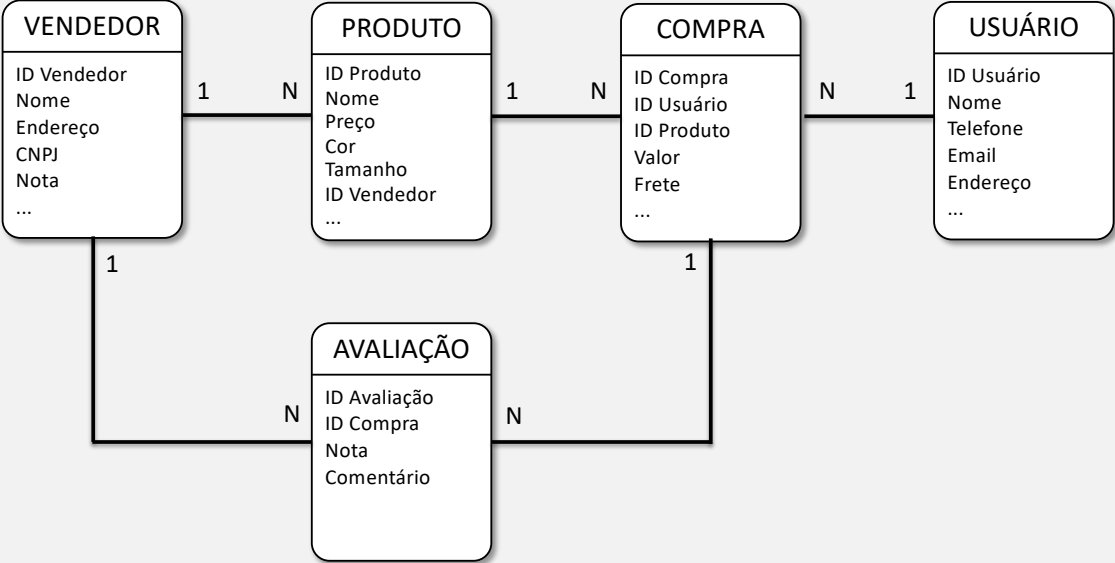 VENDEDOR
ID Vendedor
Nome
Endereço
CNPJ
Nota
...
1 N
PRODUTO
ID Produto
Nome
Preço
Cor
Tamanho
ID Vendedor
...
1 N
COMPRA
ID Compra
ID Usuário
ID Produto
Valor
Frete
...
N 1
USUÁRIO
ID Usuário
Nome
Telefone
Email
Endereço
...
1
1
AVALIAÇÃO
ID Avaliação
ID Compra
Nota
Comentário
N
N